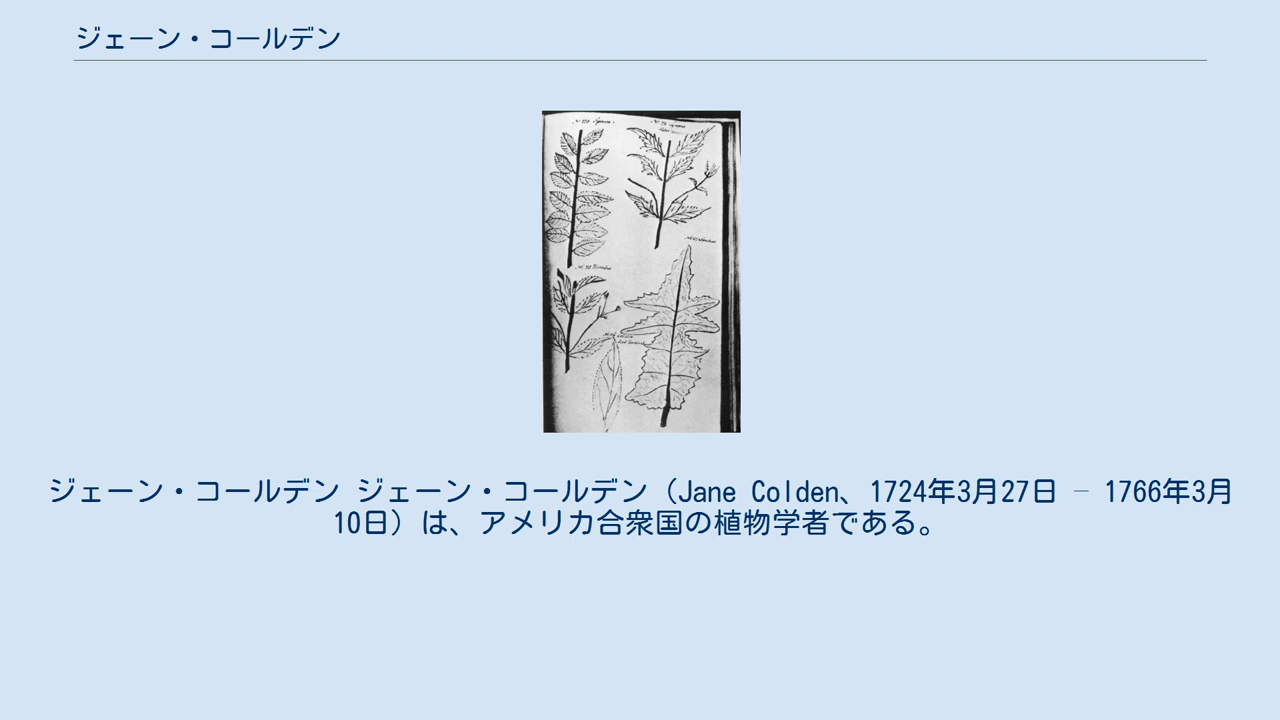 ジェーン・コールデン
ジェーン・コールデン ジェーン・コールデン（Jane Colden、1724年3月27日 – 1766年3月
10日）は、アメリカ合衆国の植物学者である。